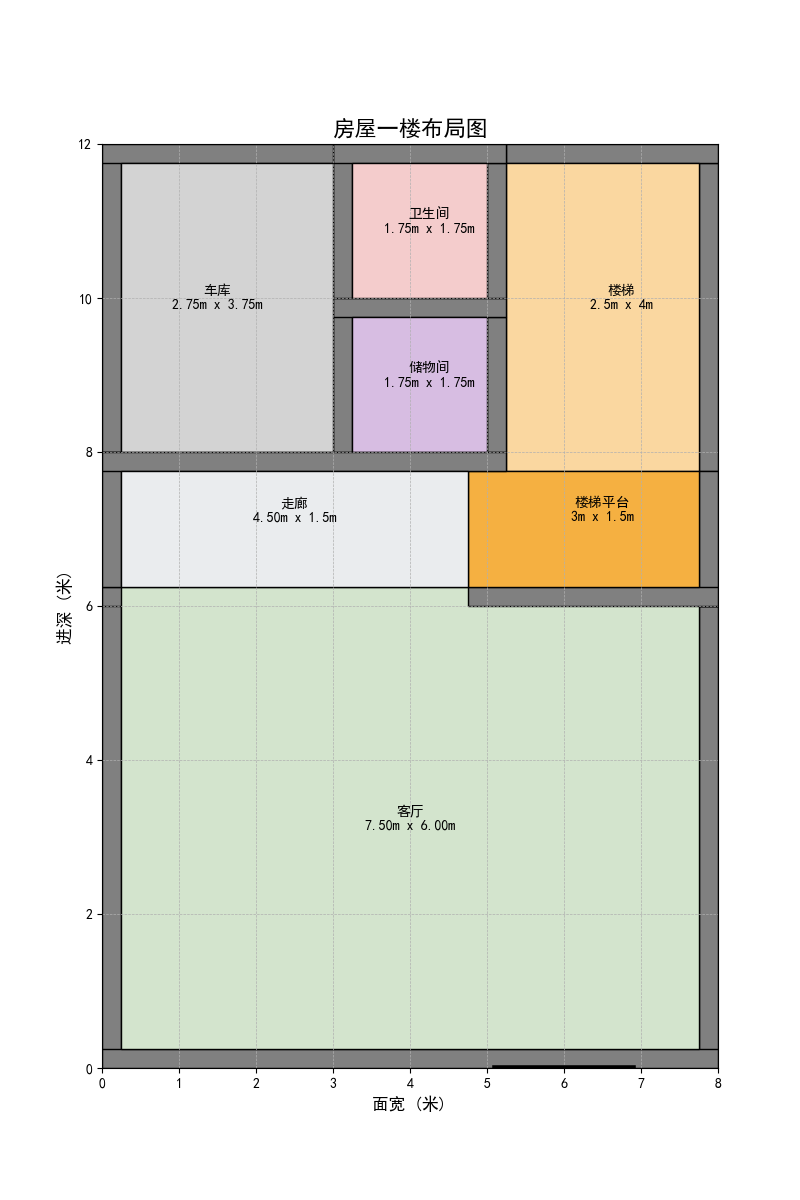 房屋一楼布局图
12
10
8
6
4
2
0
进深 (米)
卫生间
1.75m x 1.75m
车库
2.75m x 3.75m
楼梯
2.5m x 4m
储物间
1.75m x 1.75m
走廊
4.50m x 1.5m
楼梯平台
3m x 1.5m
客厅
7.50m x 6.00m
0 1 2 3 4 5 6 7 8
面宽 (米)